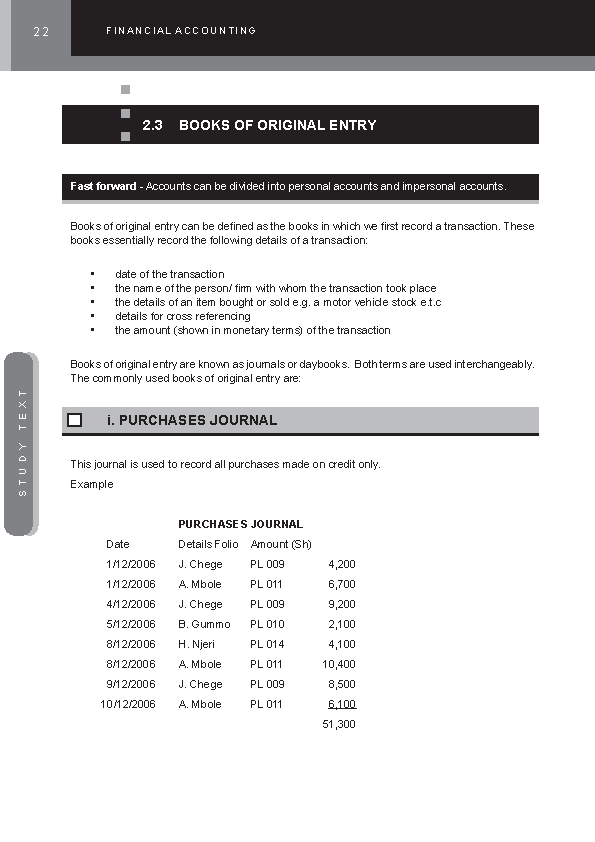 22
FINANCIAL ACCOUNTING
2.3 BOOKS OF ORIGINAL ENTRY
Fast forward - Accounts can be divided into personal accounts and impersonal accounts.
Books of original entry can be defined as the books in which we first record a transaction. These
books essentially record the following details of a transaction:
• date of the transaction
• the name of the person/ firm with whom the transaction took place
• the details of an item bought or sold e.g. a motor vehicle stock e.t.c
• details for cross referencing
• the amount (shown in monetary terms) of the transaction
Books of original entry are known as journals or daybooks. Both terms are used interchangeably.
The commonly used books of original entry are:
STUDY TEXT
i. PURCHASES JOURNAL
This journal is used to record all purchases made on credit only.
Example
PURCHASES JOURNAL
Date Details Folio Amount (Sh)
1/12/2006 J. Chege PL 009 4,200
1/12/2006 A. Mbole PL 011 6,700
4/12/2006 J. Chege PL 009 9,200
5/12/2006 B. Gummo PL 010 2,100
8/12/2006 H. Njeri PL 014 4,100
8/12/2006 A. Mbole PL 011 10,400
9/12/2006 J. Chege PL 009 8,500
10/12/2006 A. Mbole PL 011 6,100
51,300